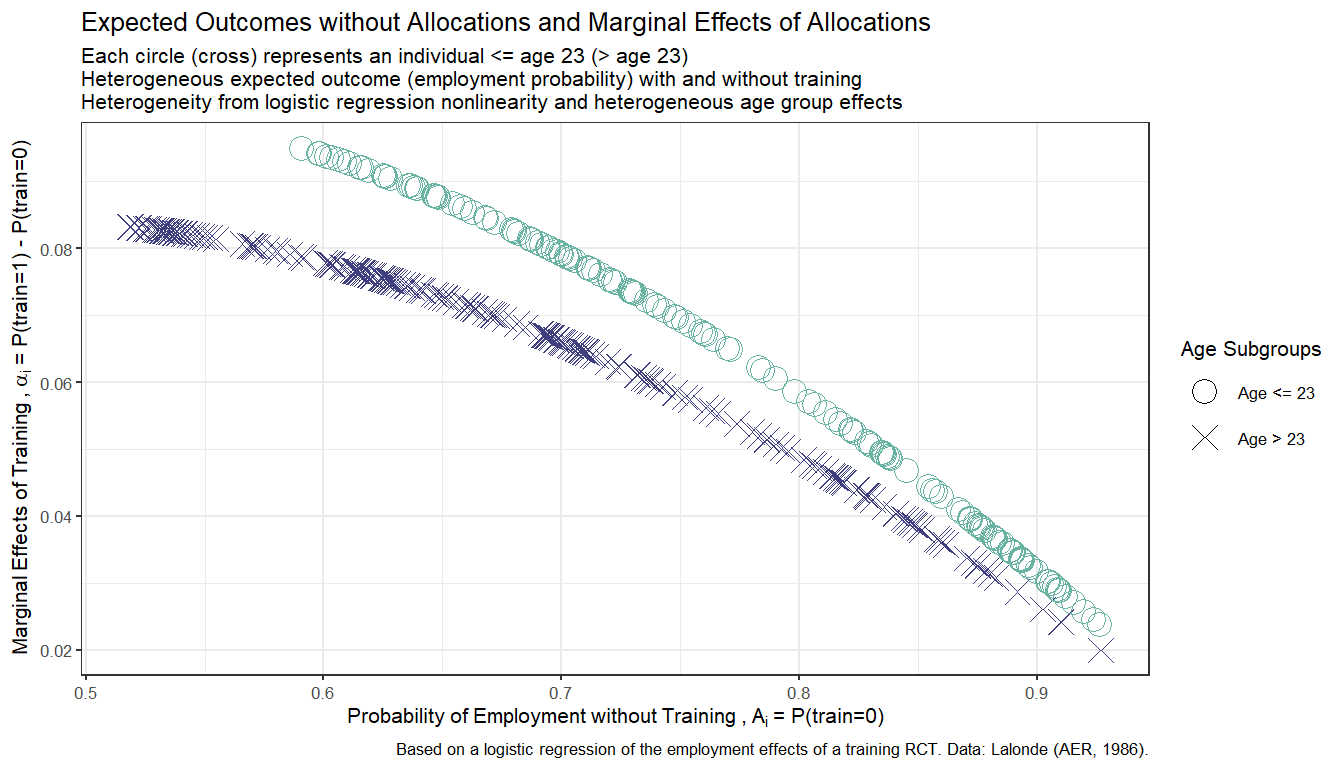 Expected Outcomes without Allocations and Marginal Effects of Allocations
Each circle (cross) represents an individual <= age 23 (> age 23)
Heterogeneous expected outcome (employment probability) with and without training
Heterogeneity from logistic regression nonlinearity and heterogeneous age group effects
Marginal Effects of Training , αi = P(train=1) - P(train=0)
0.08
0.06
0.04
0.02
0.5 0.6 0.7 0.8 0.9
Probability of Employment without Training , Ai = P(train=0)
Age Subgroups
Age <= 23
Age > 23
Based on a logistic regression of the employment effects of a training RCT. Data: Lalonde (AER, 1986).